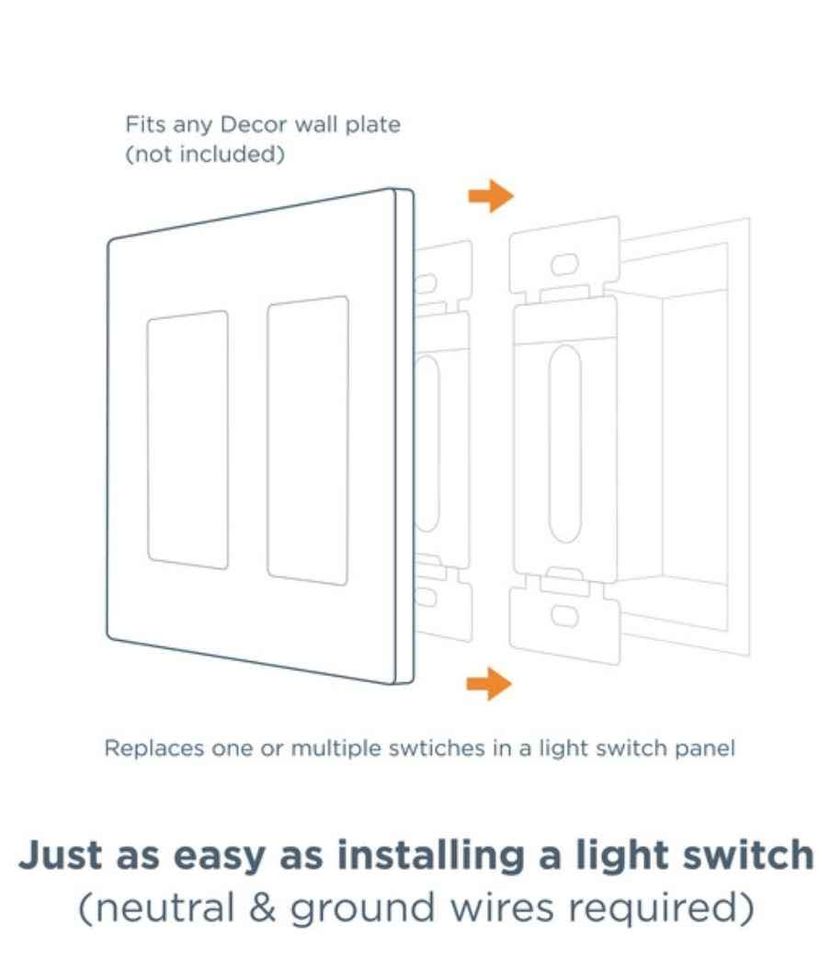 Fits any Decor wall plate
(not included)
Replaces one or multiple swtiches in a light switch panel
Just as easy as installing a light switch
(neutral & ground wires required)